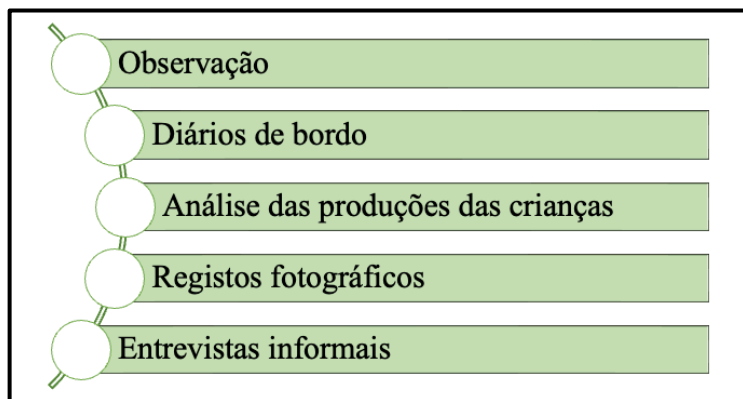 Observação
Diários de bordo
Análise das produções das crianças
Registos fotográficos
Entrevistas informais